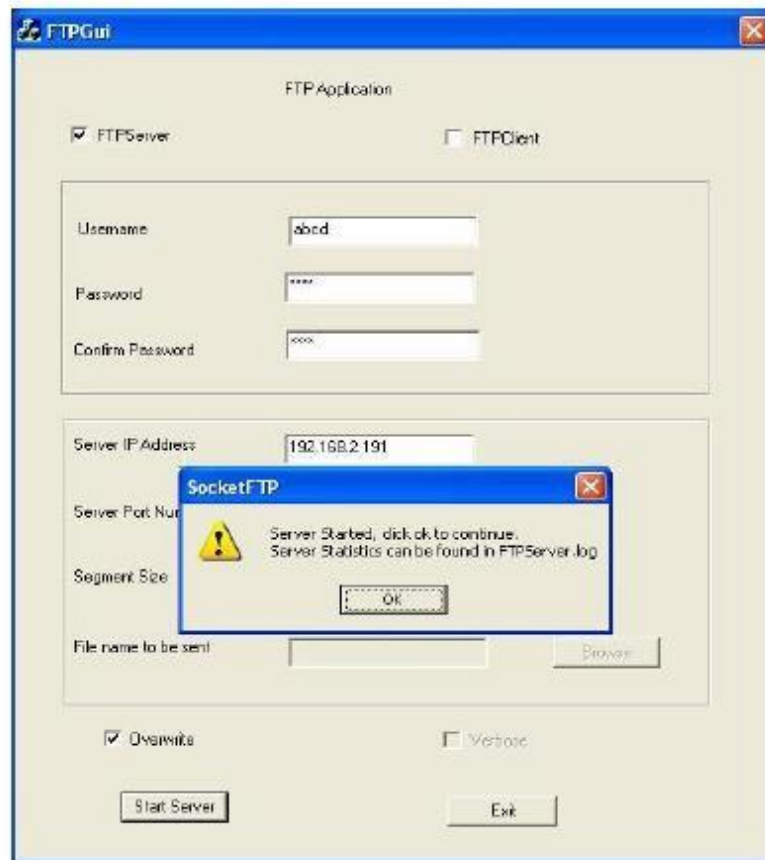 FTPGui
FTP Application
FTPServer
FTPClient
Username
abcd
Password
****
Confirm Password
****
Server IP Address
192.168.2.191
SocketFTP
Server Port Nu
Server Started, click ok to continue.
Server Statistics can be found in FTPServer.log
Segment Size
OK
File name to be sent
Browse
Overwrite
Verbose
Start Server
Exit